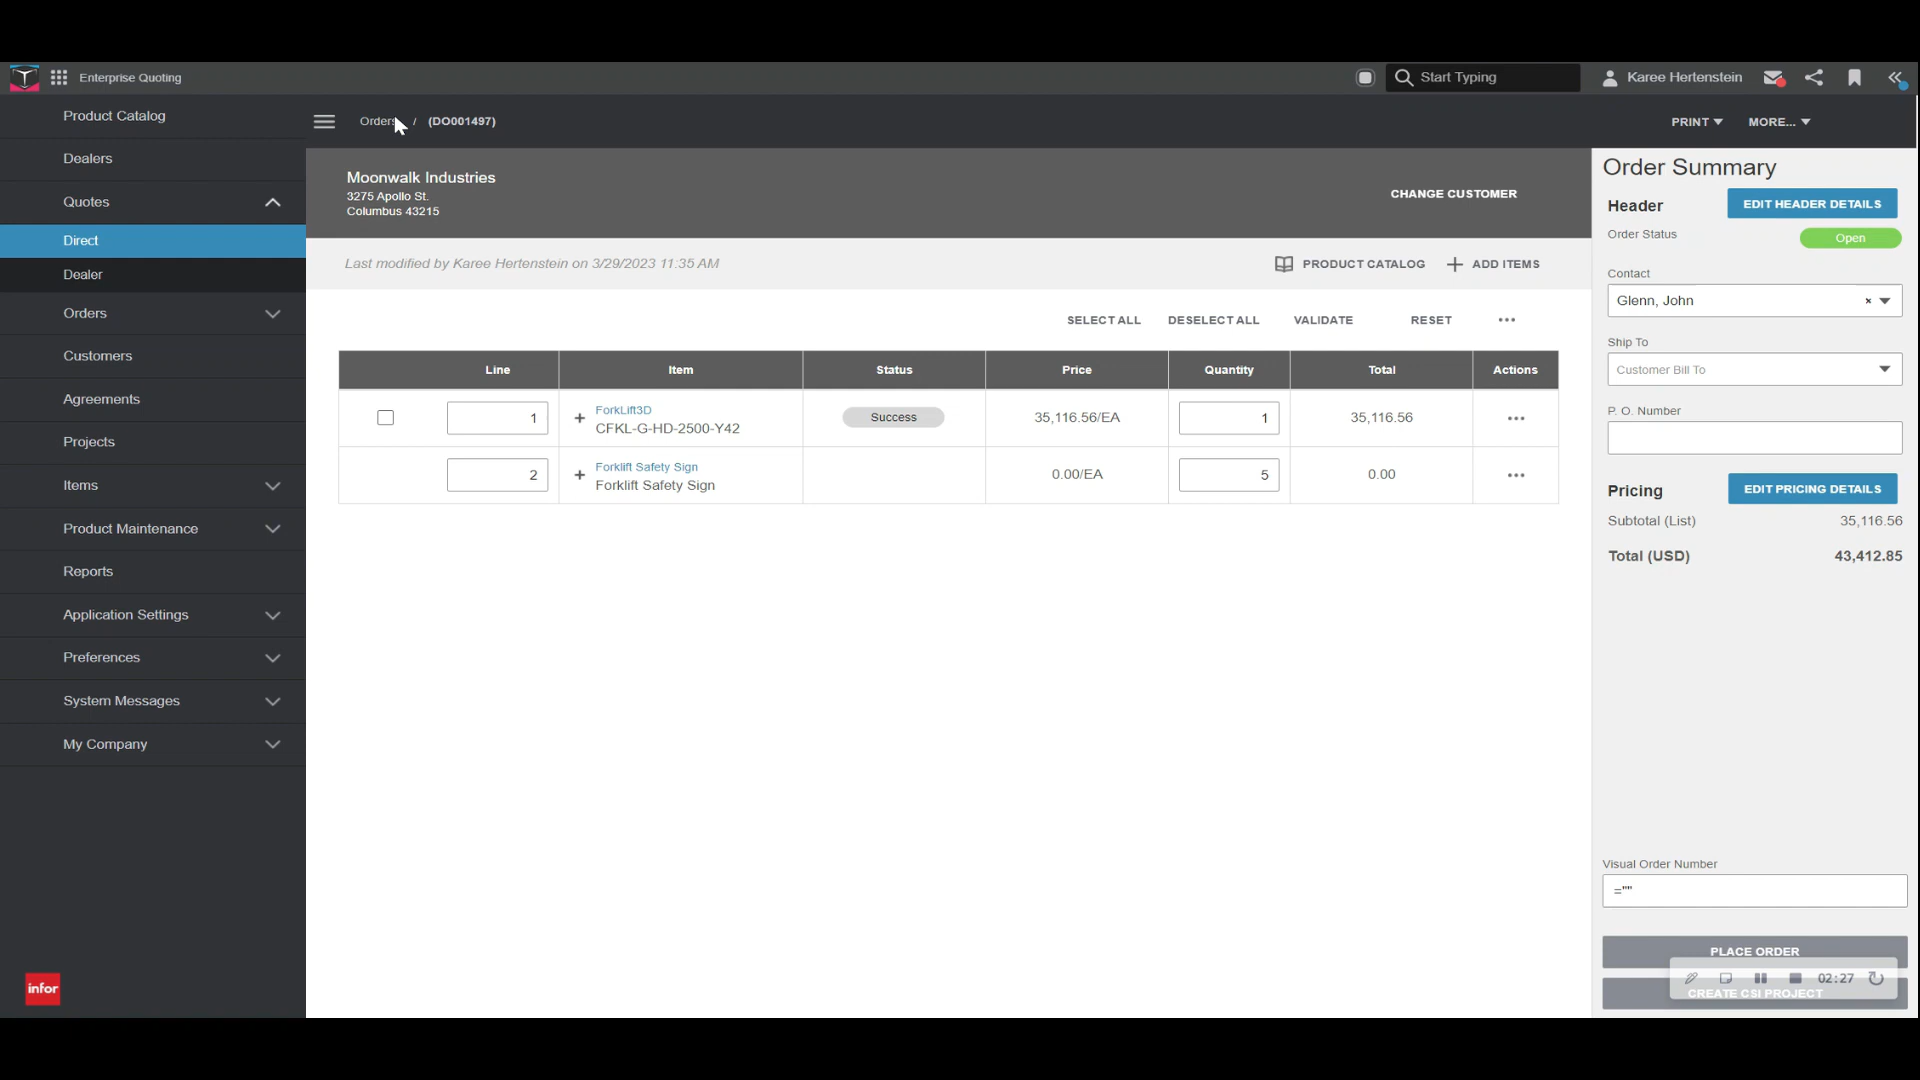 Enterprise Quoting
Start Typing
Karee Hertenstein
Product Catalog
Dealers
Quotes
Direct
Dealer
Orders
Customers
Agreements
Projects
Items
Product Maintenance
Reports
Application Settings
Preferences
System Messages
My Company
infor
Orders / (DO001497)
PRINT
MORE...
Moonwalk Industries
3275 Apollo St.
Columbus 43215
CHANGE CUSTOMER
Last modified by Karee Hertenstein on 3/29/2023 11:35 AM
PRODUCT CATALOG
+ ADD ITEMS
SELECT ALL DESELECT ALL VALIDATE RESET ...
Line Item Status Price Quantity Total Actions
1 + ForkLift3D Success 35,116.56/EA 1 35,116.56 ...
CFKL-G-HD-2500-Y42
2 + Forklift Safety Sign 0.00/EA 5 0.00 ...
Forklift Safety Sign
Order Summary
Header
EDIT HEADER DETAILS
Order Status
Open
Contact
Glenn, John ×
Ship To
Customer Bill To
P. O. Number
Pricing
EDIT PRICING DETAILS
Subtotal (List) 35,116.56
Total (USD) 43,412.85
Visual Order Number
=""
PLACE ORDER
02:27
CREATE CSI PROJECT